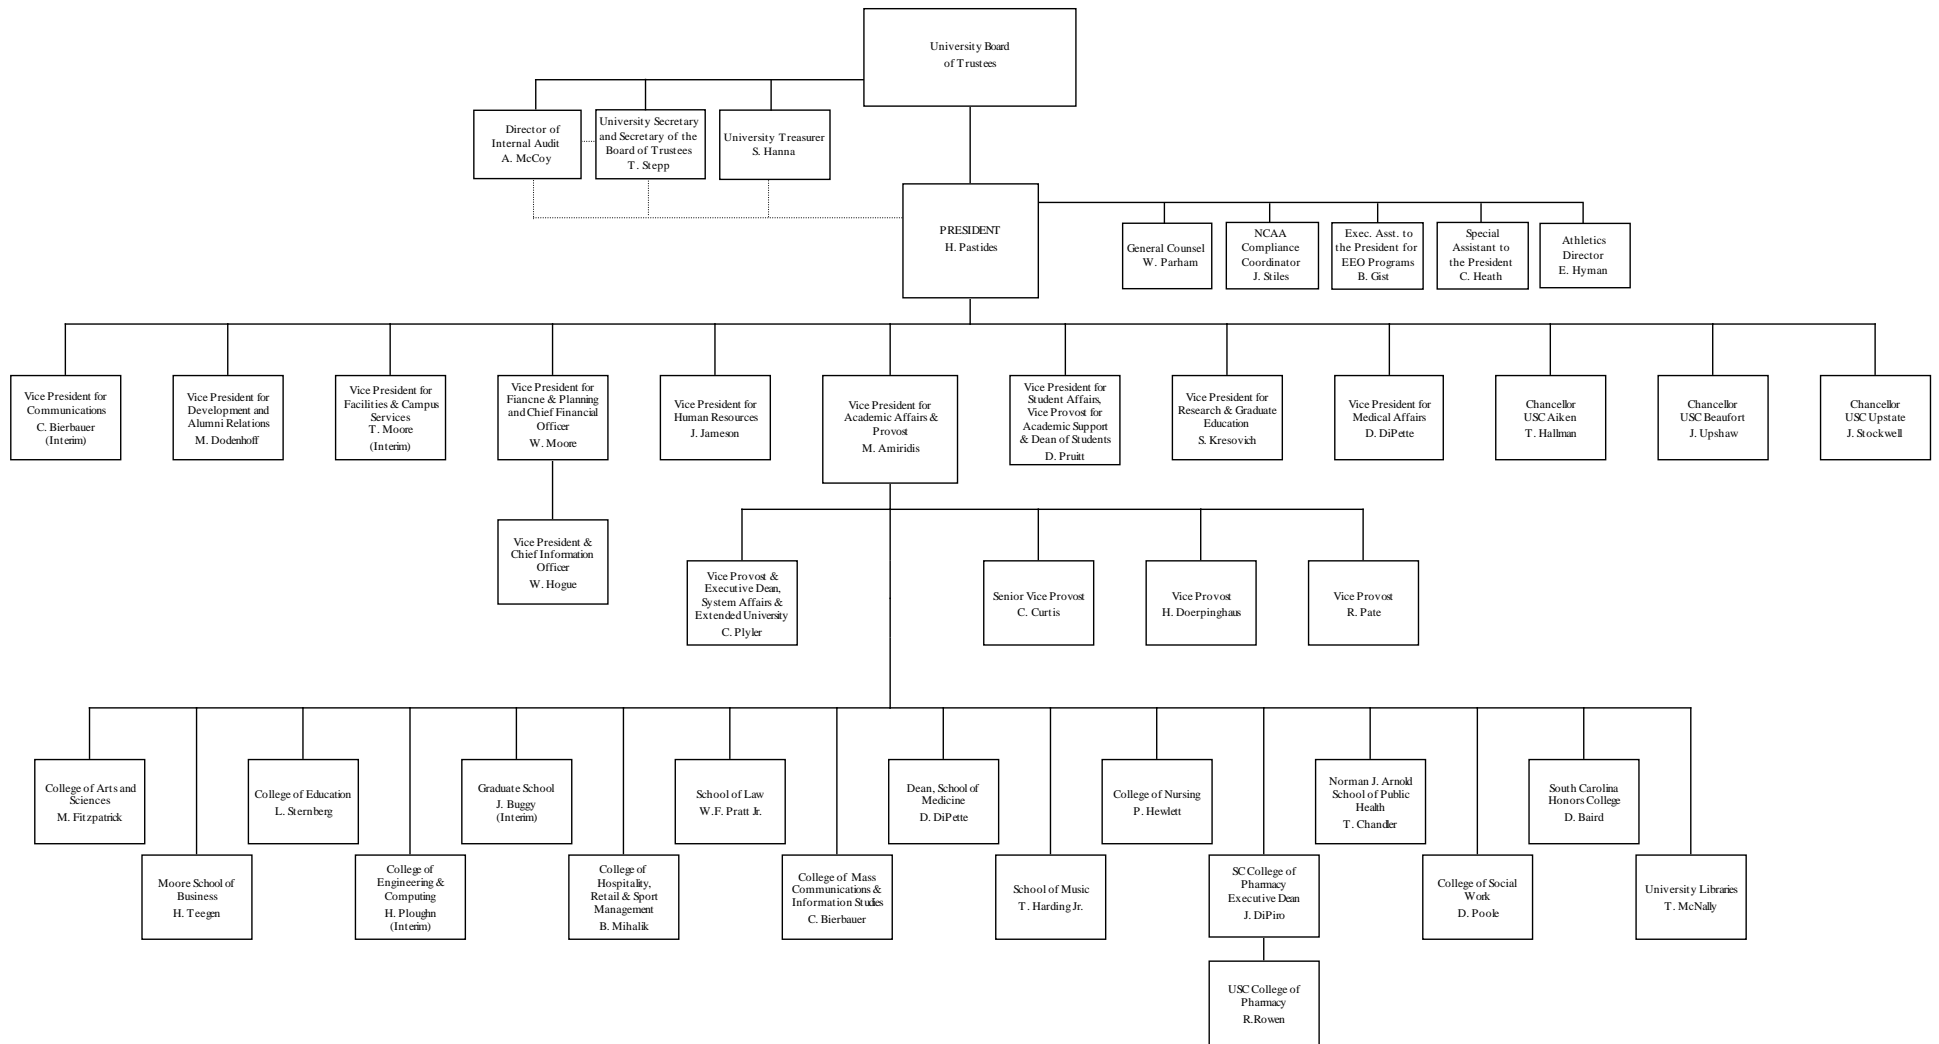 University Board
of Trustees
Director of
Internal Audit
A. McCoy
University Secretary
and Secretary of the
Board of Trustees
T. Stepp
University Treasurer
S. Hanna
PRESIDENT
H. Pastides
General Counsel
W. Parham
NCAA
Compliance
Coordinator
J. Stiles
Exec. Asst. to
the President for
EEO Programs
B. Gist
Special
Assistant to
the President
C. Heath
Athletics
Director
E. Hyman
Vice President for
Communications
C. Bierbauer
(Interim)
Vice President for
Development and
Alumni Relations
M. Dodenhoff
Vice President for
Facilities & Campus
Services
T. Moore
(Interim)
Vice President for
Fiancne & Planning
and Chief Financial
Officer
W. Moore
Vice President for
Human Resources
J. Jameson
Vice President for
Academic Affairs &
Provost
M. Amiridis
Vice President for
Student Affairs,
Vice Provost for
Academic Support
& Dean of Students
D. Pruitt
Vice President for
Research & Graduate
Education
S. Kresovich
Vice President for
Medical Affairs
D. DiPette
Chancellor
USC Aiken
T. Hallman
Chancellor
USC Beaufort
J. Upshaw
Chancellor
USC Upstate
J. Stockwell
Vice President &
Chief Information
Officer
W. Hogue
Vice Provost &
Executive Dean,
System Affairs &
Extended University
C. Plyler
Senior Vice Provost
C. Curtis
Vice Provost
H. Doerpinghaus
Vice Provost
R. Pate
College of Arts and
Sciences
M. Fitzpatrick
College of Education
L. Sternberg
Graduate School
J. Buggy
(Interim)
School of Law
W.F. Pratt Jr.
Dean, School of
Medicine
D. DiPette
College of Nursing
P. Hewlett
Norman J. Arnold
School of Public
Health
T. Chandler
South Carolina
Honors College
D. Baird
Moore School of
Business
H. Teegen
College of
Engineering &
Computing
H. Ploughn
(Interim)
College of
Hospitality,
Retail & Sport
Management
B. Mihalik
College of Mass
Communications &
Information Studies
C. Bierbauer
School of Music
T. Harding Jr.
SC College of
Pharmacy
Executive Dean
J. DiPiro
College of Social
Work
D. Poole
University Libraries
T. McNally
USC College of
Pharmacy
R.Rowen